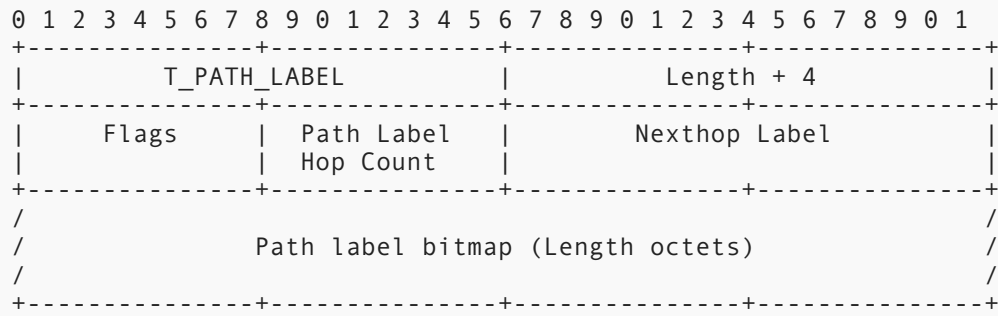 0 1 2 3 4 5 6 7 8 9 0 1 2 3 4 5 6 7 8 9 0 1 2 3 4 5 6 7 8 9 0 1
+---------------+---------------+---------------+---------------+
|         T_PATH_LABEL          |          Length + 4           |
+---------------+---------------+---------------+---------------+
|     Flags     |  Path Label   |        Nexthop Label          |
|               |  Hop Count    |                               |
+---------------+---------------+---------------+---------------+
/                                                               /
/               Path label bitmap (Length octets)               /
/                                                               /
+---------------+---------------+---------------+---------------+